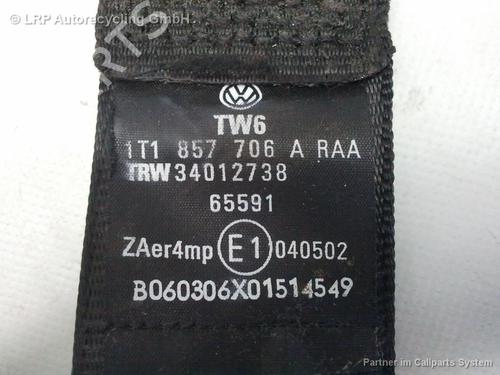 © LRP Autorecycling GmbH
PARTS
TW6
1T1 857 706 A RAA
TRW 34012738
65591
ZAer4mp E1 040502
B060306X01514549
Partner im Callparts System